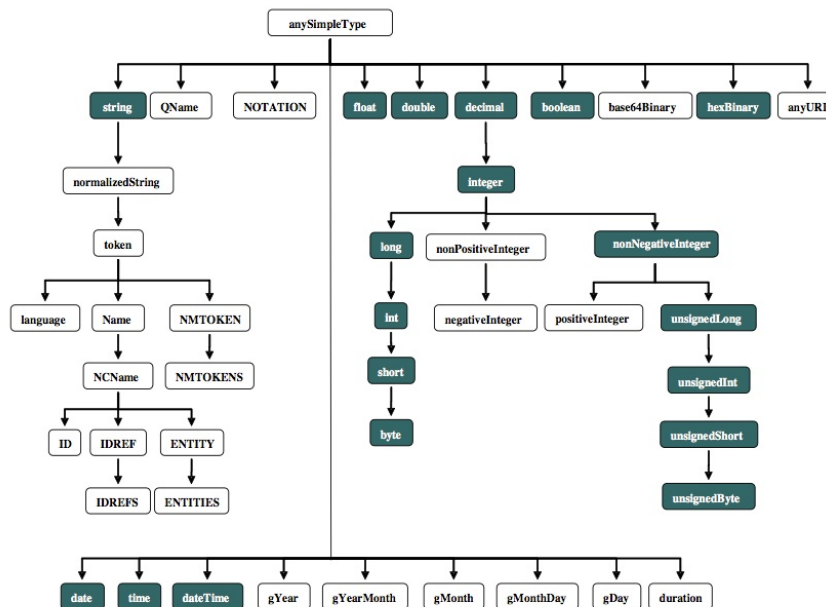 anySimpleType
string QName NOTATION float double decimal boolean base64Binary hexBinary anyURI
normalizedString integer
token long nonPositiveInteger nonNegativeInteger
language Name NMTOKEN int negativeInteger positiveInteger unsignedLong
NCName NMTOKENS short unsignedInt
ID IDREF ENTITY byte unsignedShort
IDREFS ENTITIES unsignedByte
date time dateTime gYear gYearMonth gMonth gMonthDay gDay duration